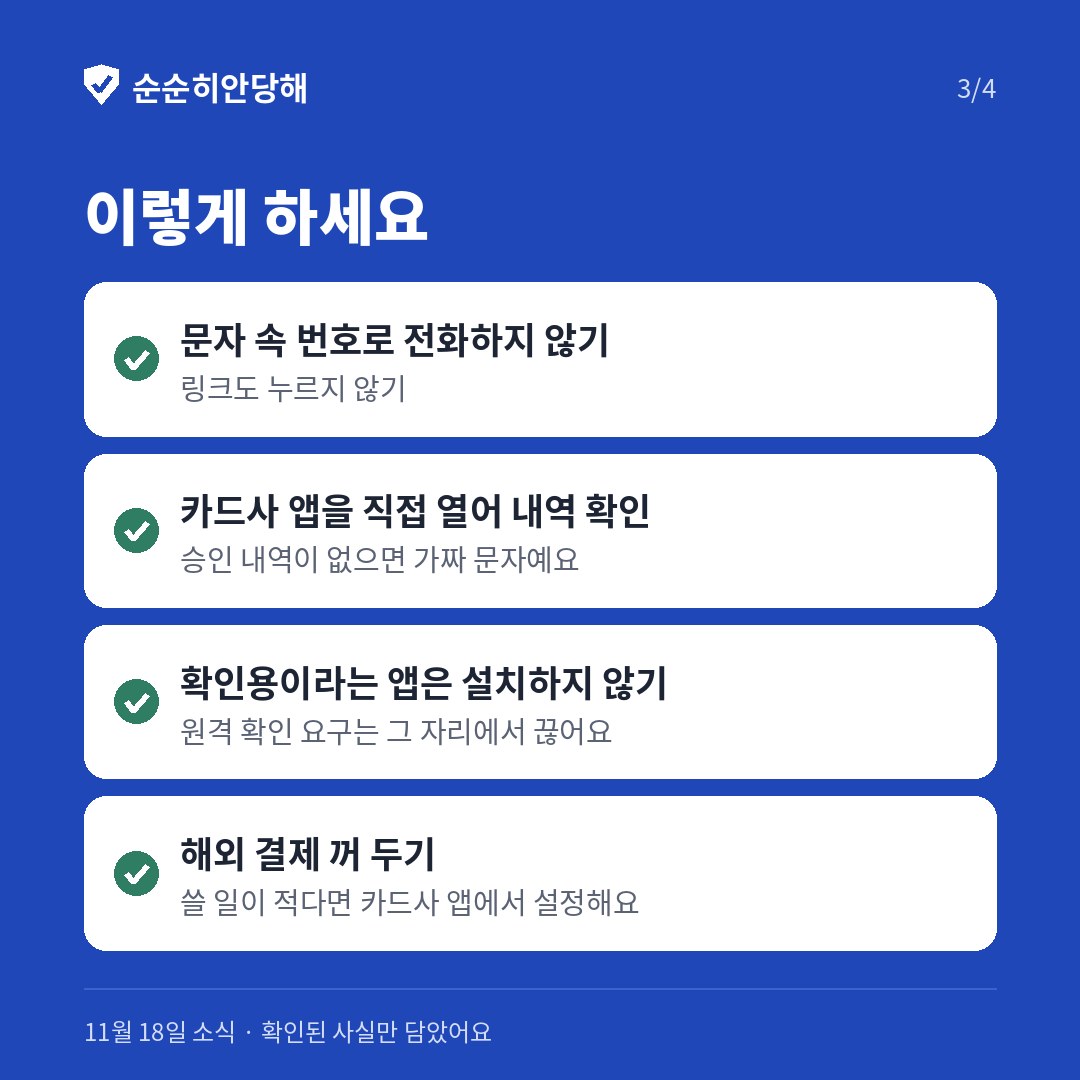 순순히안당해
3/4
이렇게 하세요
문자 속 번호로 전화하지 않기
링크도 누르지 않기
카드사 앱을 직접 열어 내역 확인
승인 내역이 없으면 가짜 문자예요
확인용이라는 앱은 설치하지 않기
원격 확인 요구는 그 자리에서 끊어요
해외 결제 꺼 두기
쓸 일이 적다면 카드사 앱에서 설정해요
11월 18일 소식 · 확인된 사실만 담았어요